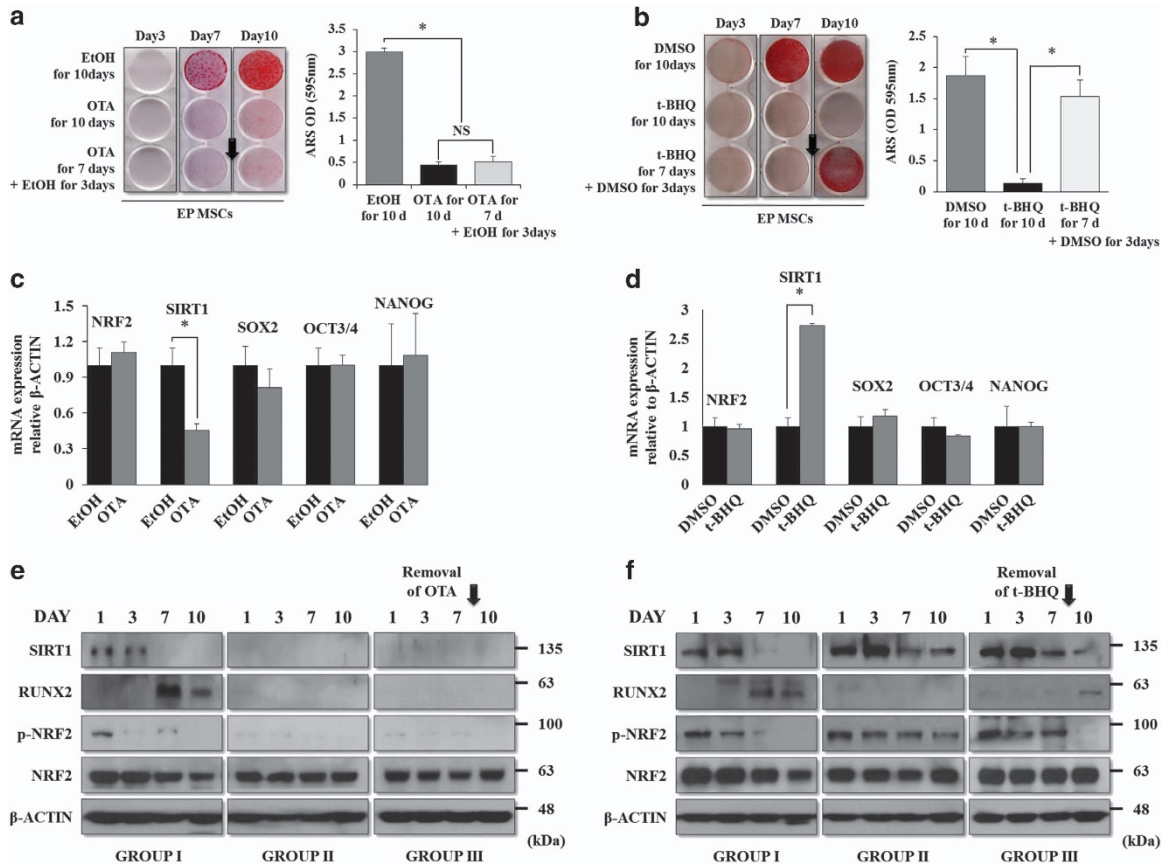 a
Day3 Day7 Day10
EtOH
for 10days
OTA
for 10 days
OTA
for 7 days
+ EtOH for 3days
EP MSCs
ARS OD (595nm)
3.5
3
2.5
2
1.5
1
0.5
0
*
NS
EtOH
for 10 d
OTA for
10 d
OTA for
7 d
+ EtOH for 3days
b
Day3 Day7 Day10
DMSO
for 10days
t-BHQ
for 10 days
t-BHQ
for 7 days
+ DMSO for 3days
EP MSCs
ARS (OD 595nm)
2.5
2
1.5
1
0.5
0
* *
DMSO
for 10 d
t-BHQ
for 10 d
t-BHQ
for 7 d
+ DMSO for 3days
c
mRNA expression
relative β-ACTIN
1.5
1.2
0.9
0.6
0.3
0
NRF2
SIRT1
*
SOX2
OCT3/4
NANOG
EtOH OTA EtOH OTA EtOH OTA EtOH OTA EtOH OTA
d
mNRA expression
relative to β-ACTIN
3
2.5
2
1.5
1
0.5
0
NRF2
SIRT1
*
SOX2
OCT3/4
NANOG
DMSO t-BHQ DMSO t-BHQ DMSO t-BHQ DMSO t-BHQ DMSO t-BHQ
e
Removal
of OTA
DAY 1 3 7 10 1 3 7 10 1 3 7 10
SIRT1 135
RUNX2 63
p-NRF2 100
NRF2 63
β-ACTIN 48
(kDa)
GROUP I GROUP II GROUP III
f
Removal
of t-BHQ
DAY 1 3 7 10 1 3 7 10 1 3 7 10
SIRT1 135
RUNX2 63
p-NRF2 100
NRF2 63
β-ACTIN 48
(kDa)
GROUP I GROUP II GROUP III